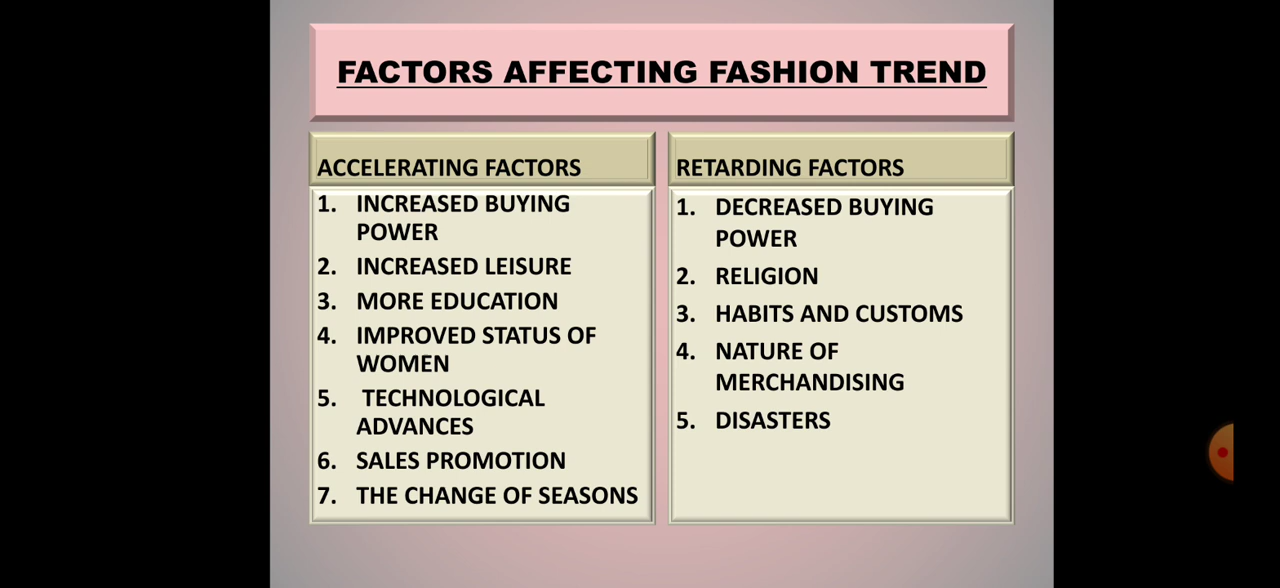 FACTORS AFFECTING FASHION TREND
ACCELERATING FACTORS
1. INCREASED BUYING
POWER
2. INCREASED LEISURE
3. MORE EDUCATION
4. IMPROVED STATUS OF
WOMEN
5. TECHNOLOGICAL
ADVANCES
6. SALES PROMOTION
7. THE CHANGE OF SEASONS
RETARDING FACTORS
1. DECREASED BUYING
POWER
2. RELIGION
3. HABITS AND CUSTOMS
4. NATURE OF
MERCHANDISING
5. DISASTERS